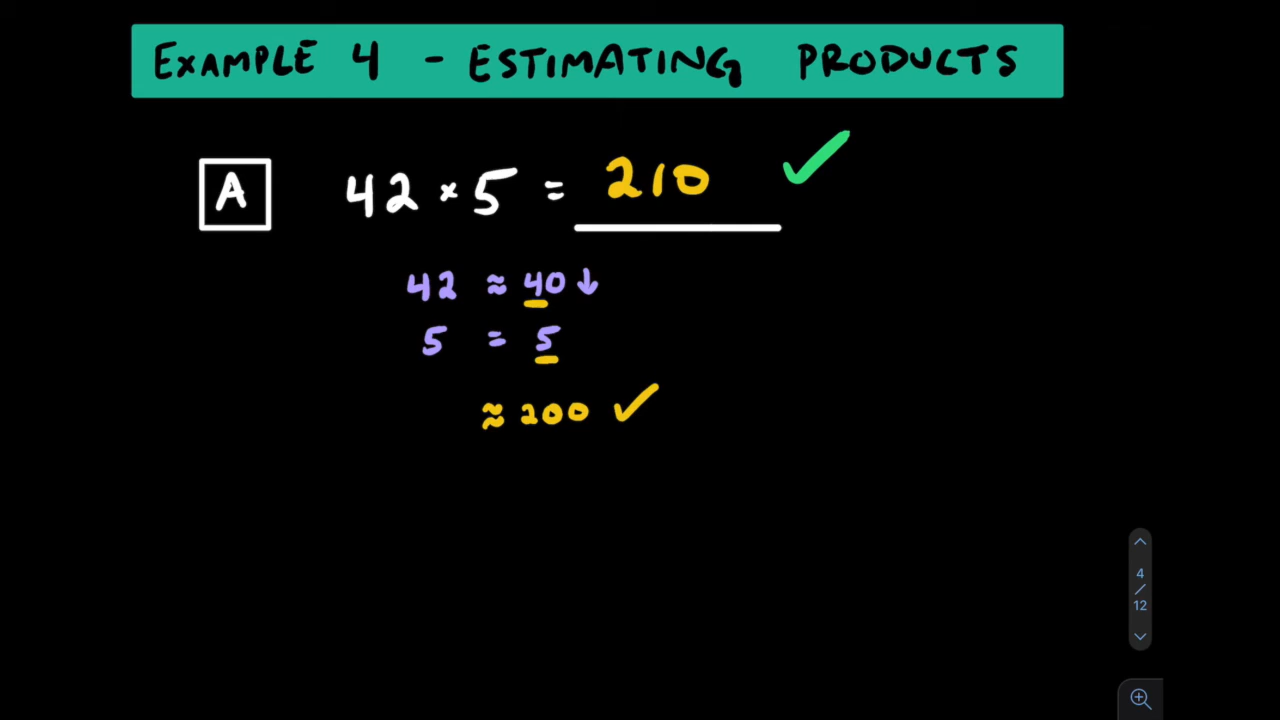 EXAMPLE 4 - ESTIMATING PRODUCTS
A 42 × 5 = 210 ✓
42 ≈ 40 ↓
5 = 5
≈ 200 ✓
4
/
12